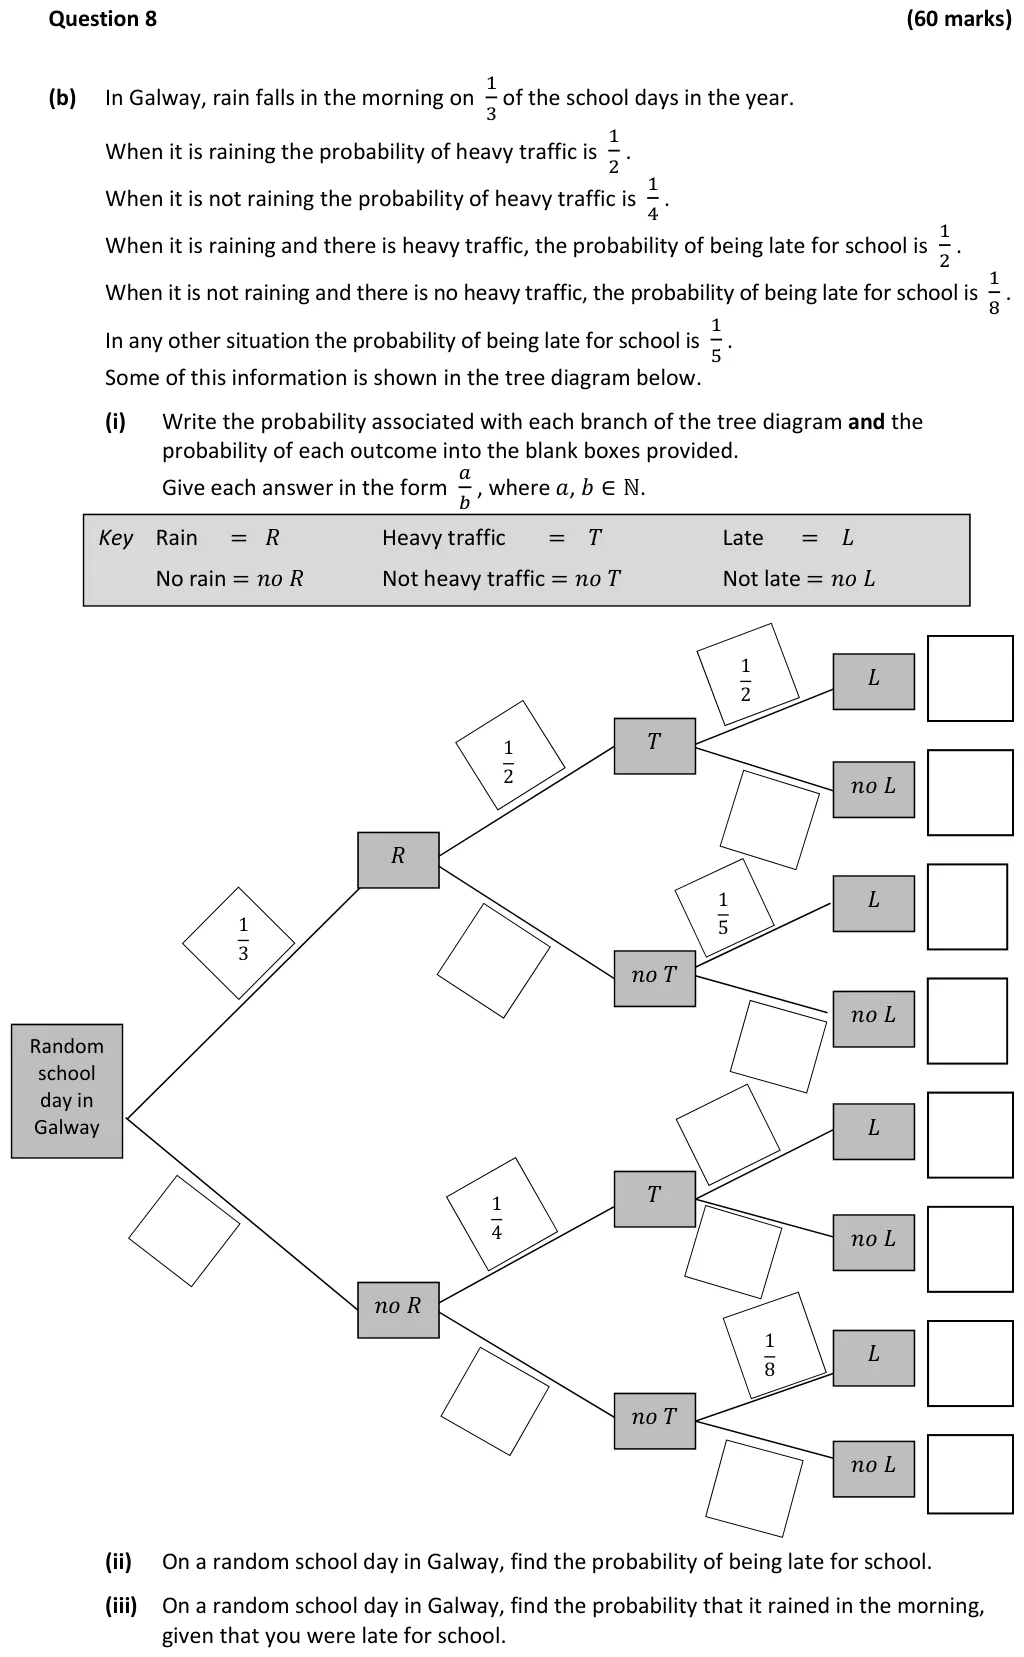 Question 8 (60 marks)
(b) In Galway, rain falls in the morning on 1/3 of the school days in the year.
When it is raining the probability of heavy traffic is 1/2 .
When it is not raining the probability of heavy traffic is 1/4 .
When it is raining and there is heavy traffic, the probability of being late for school is 1/2 .
When it is not raining and there is no heavy traffic, the probability of being late for school is 1/8 .
In any other situation the probability of being late for school is 1/5 .
Some of this information is shown in the tree diagram below.
(i) Write the probability associated with each branch of the tree diagram and the
probability of each outcome into the blank boxes provided.
Give each answer in the form a/b , where a, b ∈ ℕ.
Key Rain = R Heavy traffic = T Late = L
No rain = no R Not heavy traffic = no T Not late = no L
1/2
L
1/2
T
no L
R
1/5
L
1/3
no T
no L
Random
school
day in
Galway
L
1/4
T
no L
no R
1/8
L
no T
no L
(ii) On a random school day in Galway, find the probability of being late for school.
(iii) On a random school day in Galway, find the probability that it rained in the morning,
given that you were late for school.